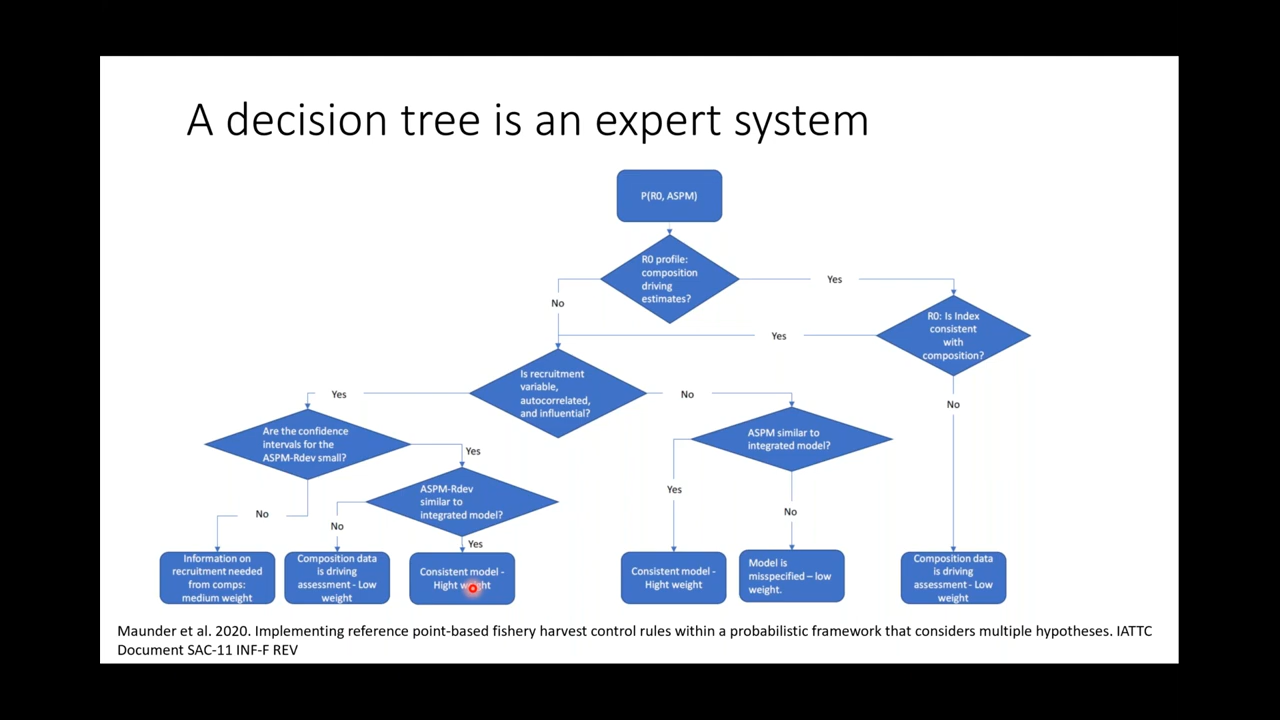 A decision tree is an expert system
P(R0, ASPM)
R0 profile:
composition
driving
estimates?
Yes
No
R0: Is Index
consistent
with
composition?
Yes
Is recruitment
variable,
autocorrelated,
and influential?
Yes
No
No
Are the confidence
intervals for the
ASPM-Rdev small?
ASPM similar to
integrated model?
Yes
ASPM-Rdev
similar to
integrated model?
Yes
No
No
No
Yes
Information on
recruitment needed
from comps:
medium weight
Composition data
is driving
assessment - Low
weight
Consistent model -
Hight weight
Consistent model -
Hight weight
Model is
misspecified – low
weight.
Composition data
is driving
assessment - Low
weight
Maunder et al. 2020. Implementing reference point-based fishery harvest control rules within a probabilistic framework that considers multiple hypotheses. IATTC
Document SAC-11 INF-F REV